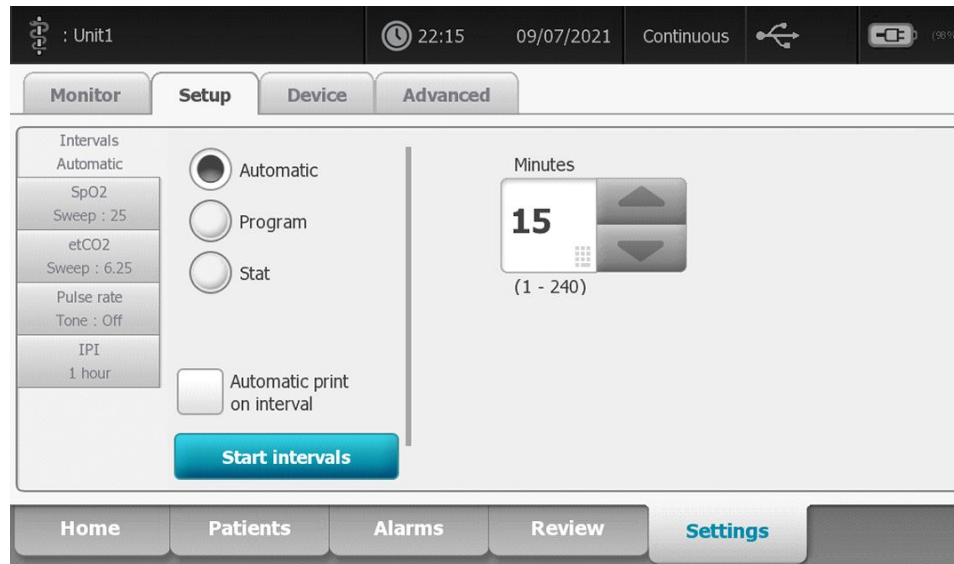 : Unit1
22:15
09/07/2021
Continuous
(98%
Monitor
Setup
Device
Advanced
Intervals
Automatic
SpO2
Sweep : 25
etCO2
Sweep : 6.25
Pulse rate
Tone : Off
IPI
1 hour
Automatic
Program
Stat
Automatic print
on interval
Start intervals
Minutes
15
(1 - 240)
Home
Patients
Alarms
Review
Settings